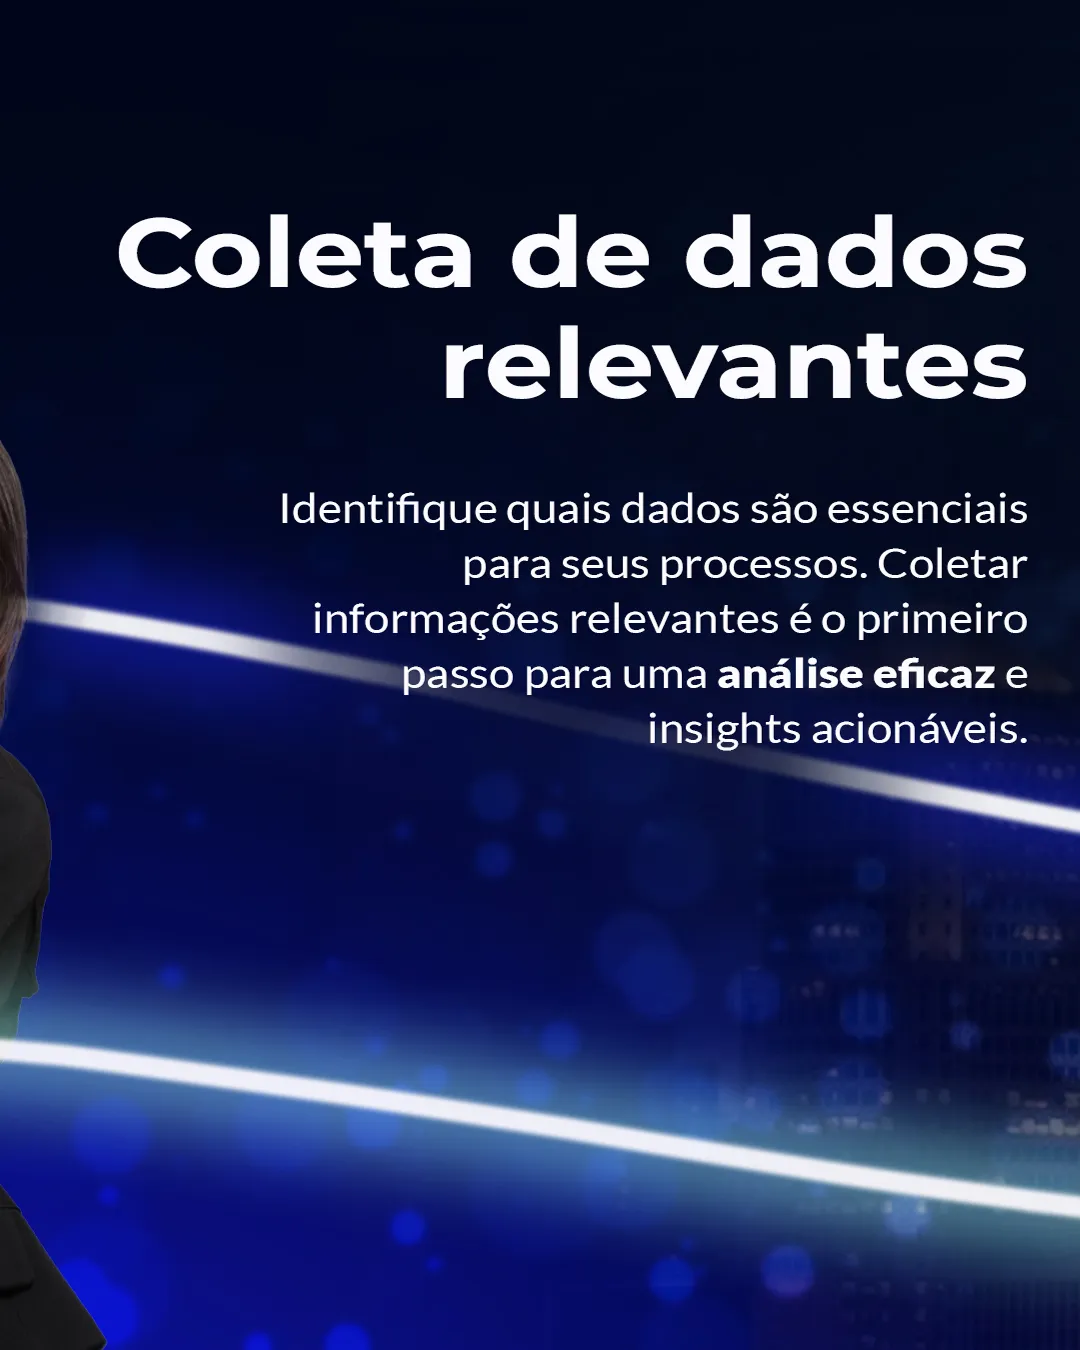 Coleta de dados
relevantes
Identifique quais dados são essenciais
para seus processos. Coletar
informações relevantes é o primeiro
passo para uma análise eficaz e
insights acionáveis.